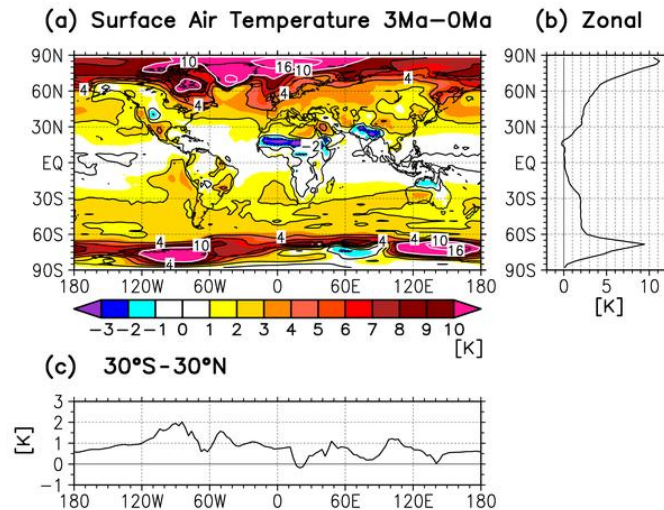 (a) Surface Air Temperature 3Ma−0Ma
(b) Zonal
90N
60N
30N
EQ
30S
60S
90S
10
16
10
4
4
4
4
−2
4
4
10
4
10
16
4
180 120W 60W 0 60E 120E 180
−3 −2 −1 0 1 2 3 4 5 6 7 8 9 10
[K]
90N
60N
30N
EQ
30S
60S
90S
0 5 10
[K]
(c) 30°S−30°N
[K]
3
2
1
0
−1
180 120W 60W 0 60E 120E 180